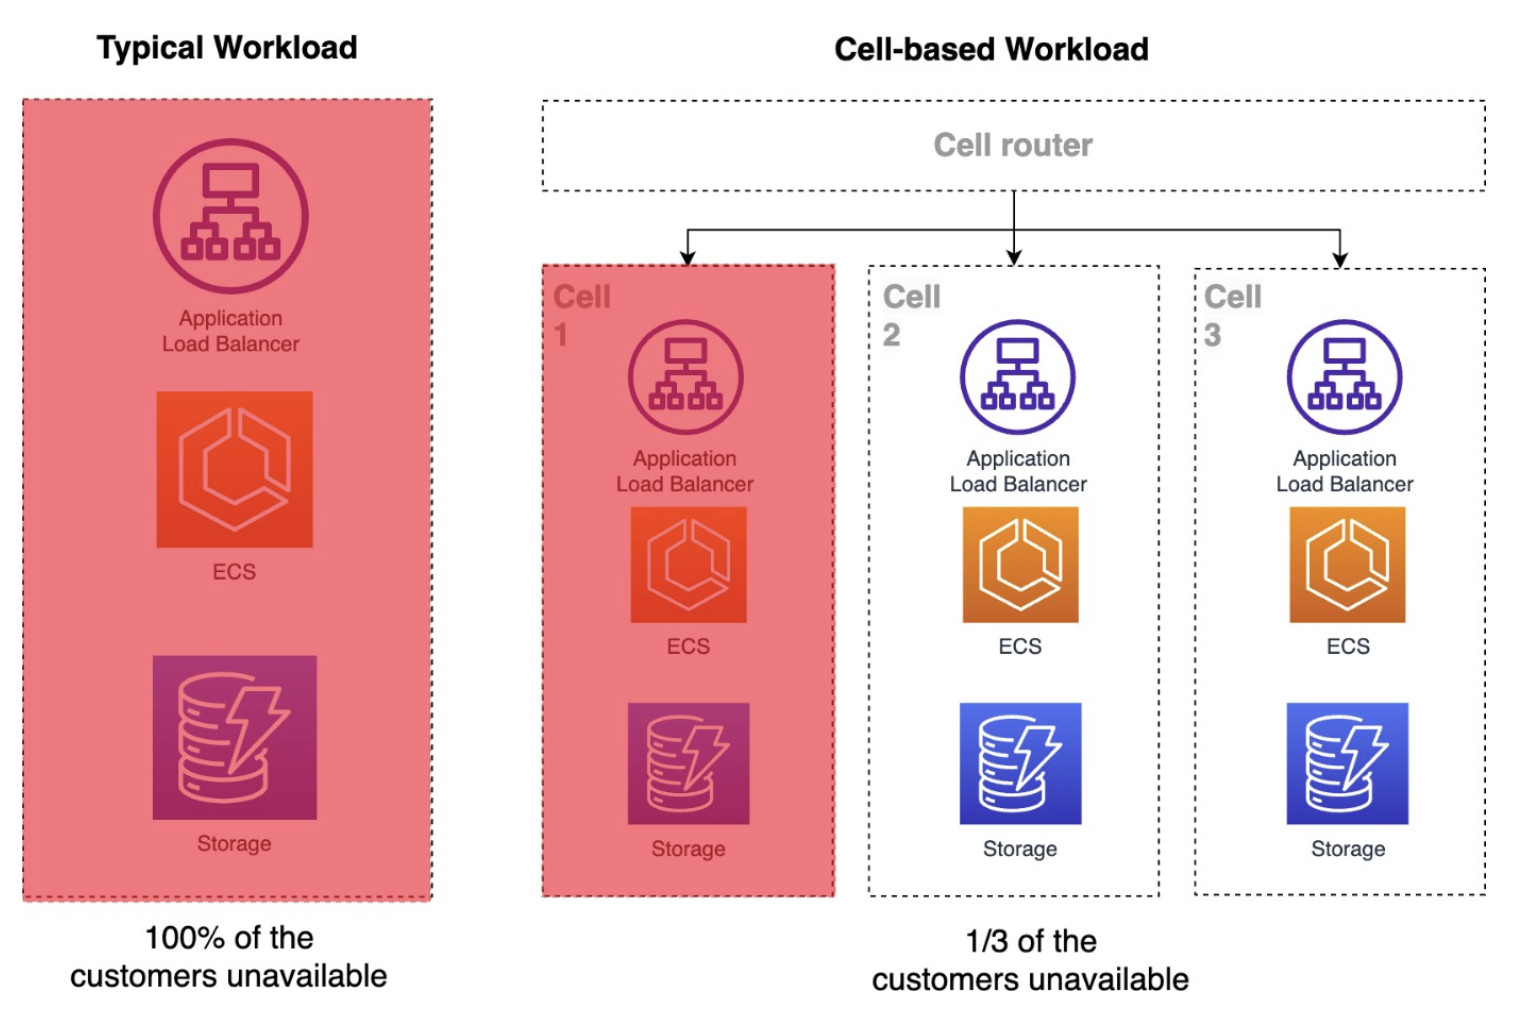 Typical Workload
Application
Load Balancer
ECS
Storage
100% of the
customers unavailable
Cell-based Workload
Cell router
Cell
1
Application
Load Balancer
ECS
Storage
Cell
2
Application
Load Balancer
ECS
Storage
Cell
3
Application
Load Balancer
ECS
Storage
1/3 of the
customers unavailable